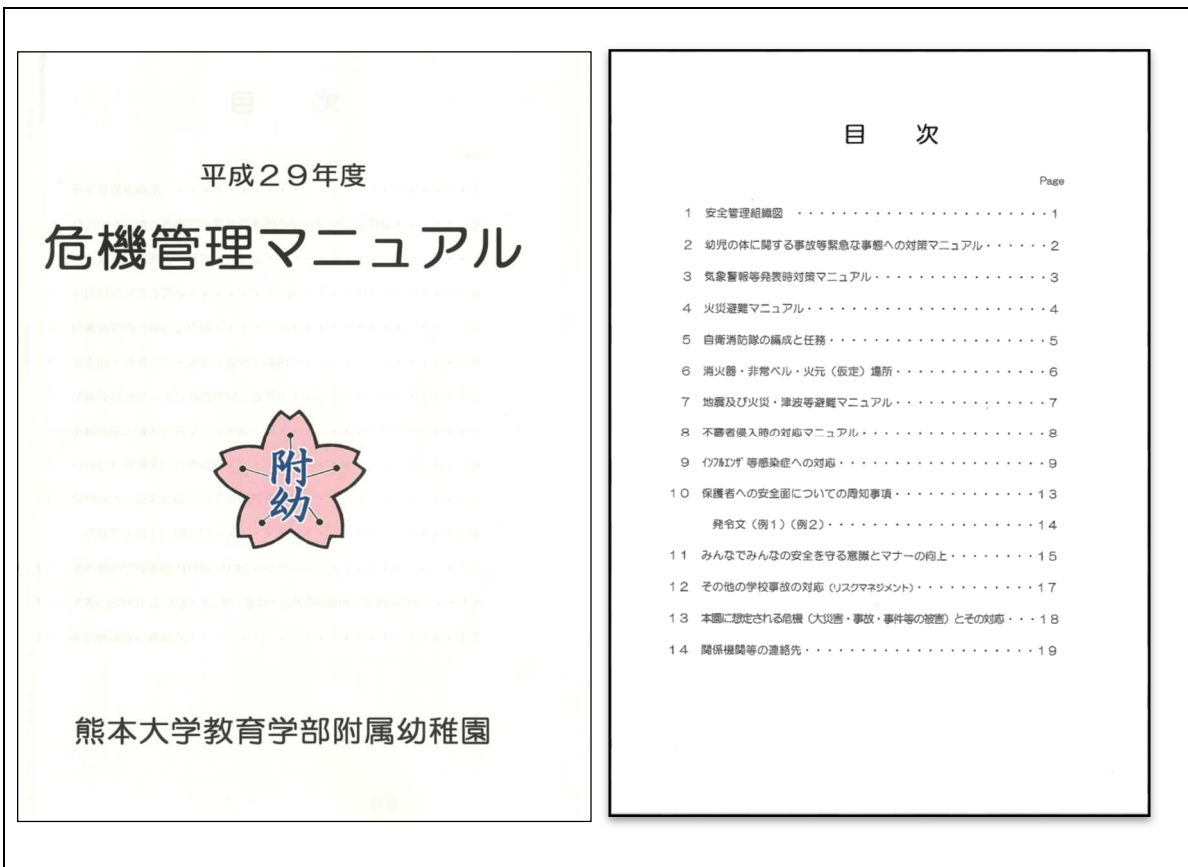 平成29年度
危機管理マニュアル
附
幼
熊本大学教育学部附属幼稚園
目　次
Page
1 安全管理組織図 ・・・・・・・・・・・・・・・・・・・・・・・1
2 幼児の体に関する事故等緊急な事態への対策マニュアル・・・・・・2
3 気象警報等発表時対策マニュアル・・・・・・・・・・・・・・・・3
4 火災避難マニュアル・・・・・・・・・・・・・・・・・・・・・・4
5 自衛消防隊の編成と任務・・・・・・・・・・・・・・・・・・・・5
6 消火器・非常ベル・火元（仮定）場所・・・・・・・・・・・・・・6
7 地震及び火災・津波等避難マニュアル・・・・・・・・・・・・・・7
8 不審者侵入時の対応マニュアル・・・・・・・・・・・・・・・・・8
9 ｲﾝﾌﾙｴﾝｻﾞ等感染症への対応・・・・・・・・・・・・・・・・・・・9
10 保護者への安全面についての周知事項・・・・・・・・・・・・・13
発令文（例1）（例2）・・・・・・・・・・・・・・・・・・・14
11 みんなでみんなの安全を守る意識とマナーの向上・・・・・・・・15
12 その他の学校事故の対応（リスクマネジメント）・・・・・・・・・・・17
13 本園に想定される危機（大災害・事故・事件等の被害）とその対応・・・18
14 関係機関等の連絡先・・・・・・・・・・・・・・・・・・・・・19